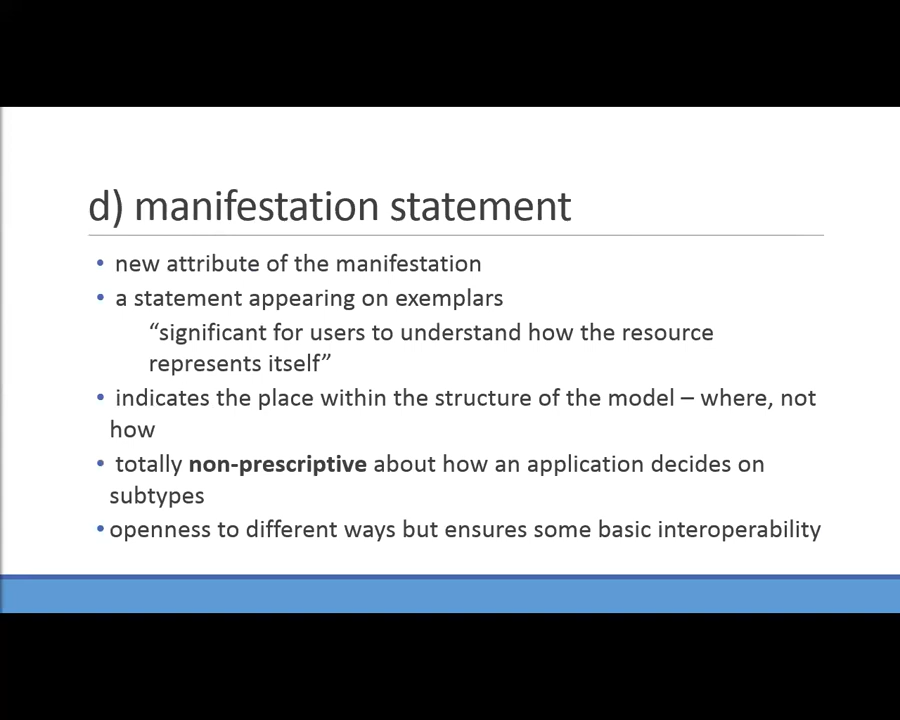 d) manifestation statement
• new attribute of the manifestation
• a statement appearing on exemplars
“significant for users to understand how the resource
represents itself”
• indicates the place within the structure of the model – where, not
how
• totally non-prescriptive about how an application decides on
subtypes
• openness to different ways but ensures some basic interoperability